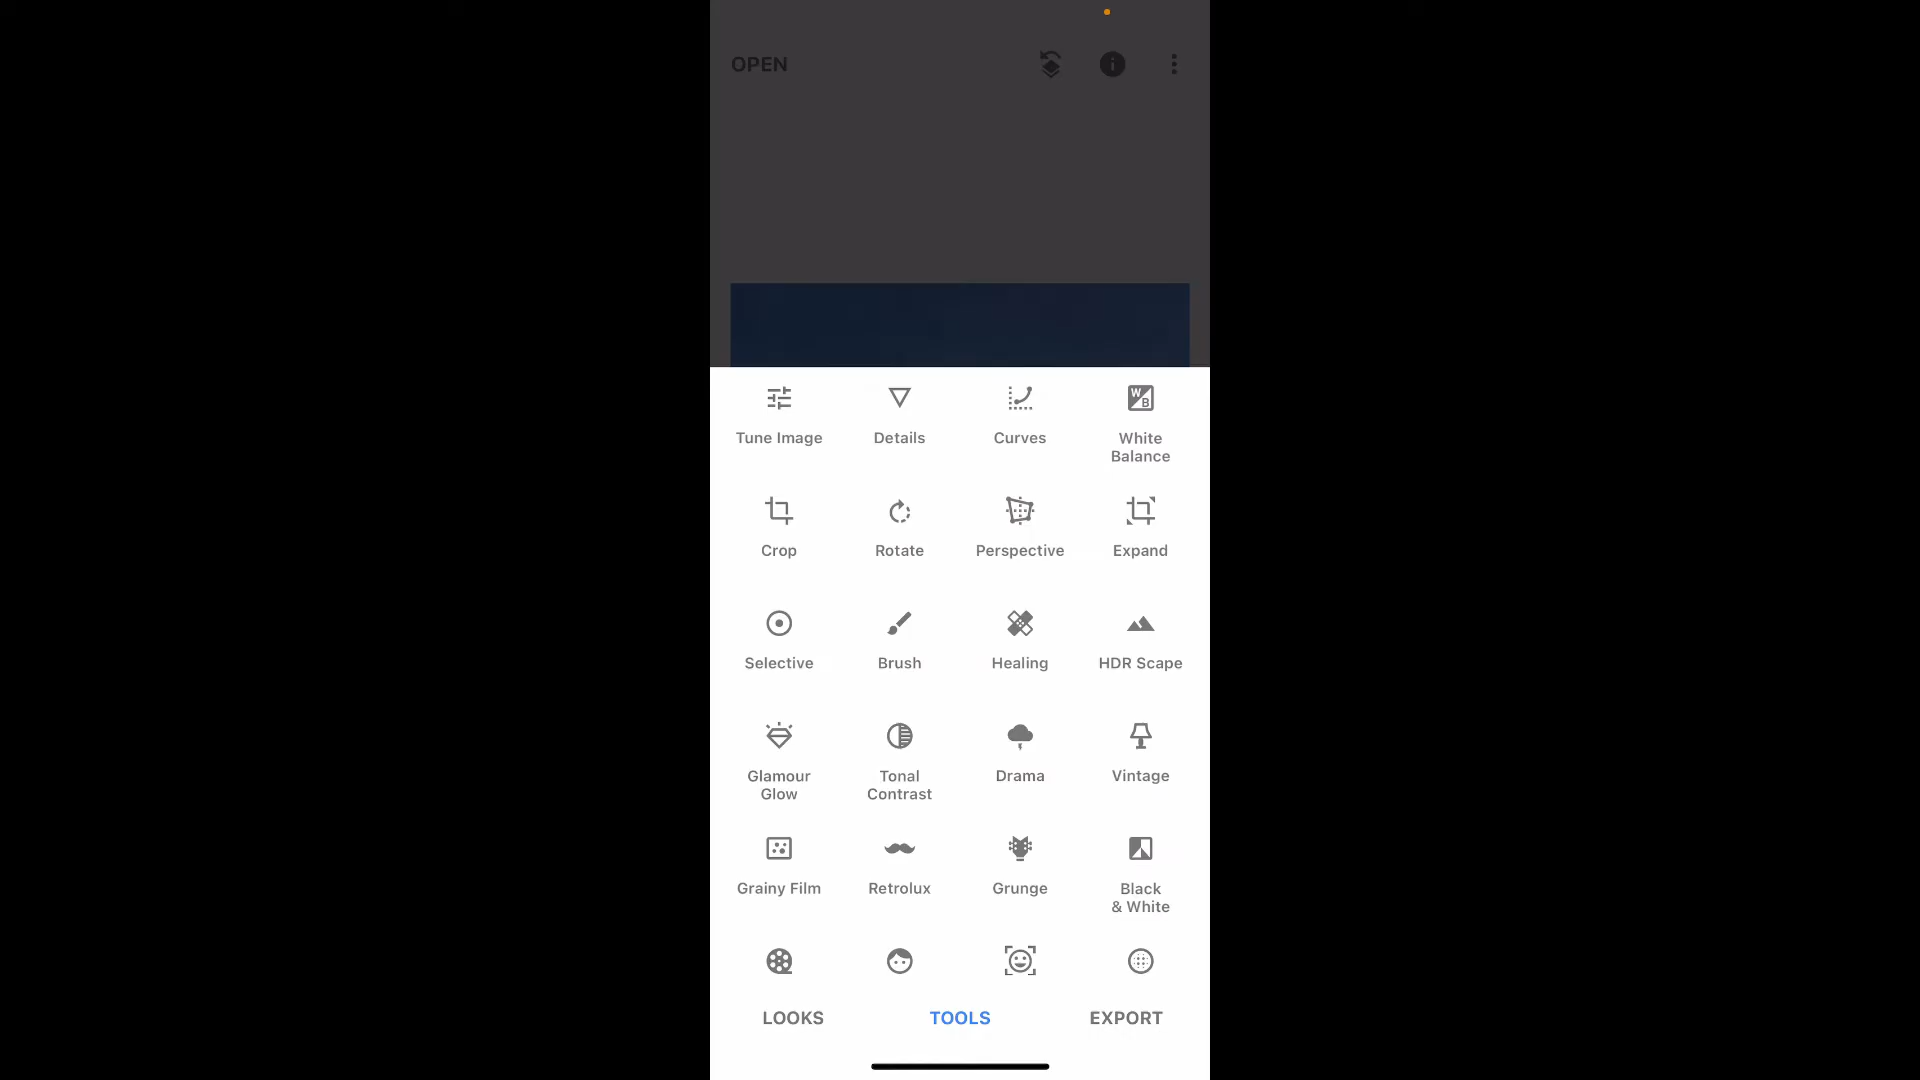 OPEN
Tune Image
Details
Curves
White
Balance
Crop
Rotate
Perspective
Expand
Selective
Brush
Healing
HDR Scape
Glamour
Glow
Tonal
Contrast
Drama
Vintage
Grainy Film
Retrolux
Grunge
Black
& White
LOOKS
TOOLS
EXPORT